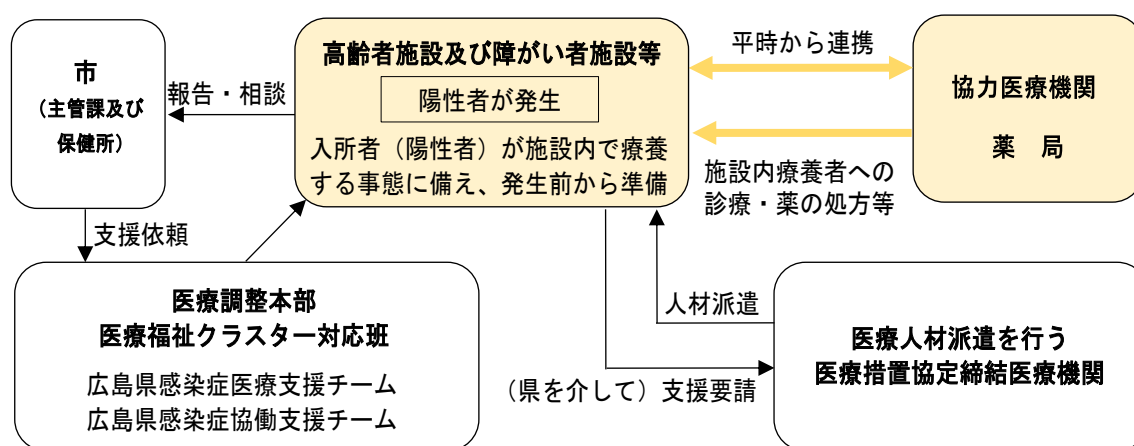 市
（主管課及び
保健所）
報告・相談
高齢者施設及び障がい者施設等
陽性者が発生
入所者（陽性者）が施設内で療養
する事態に備え、発生前から準備
平時から連携
協力医療機関
薬　局
施設内療養者への
診療・薬の処方等
支援依頼
医療調整本部
医療福祉クラスター対応班
広島県感染症医療支援チーム
広島県感染症協働支援チーム
人材派遣
（県を介して）支援要請
医療人材派遣を行う
医療措置協定締結医療機関